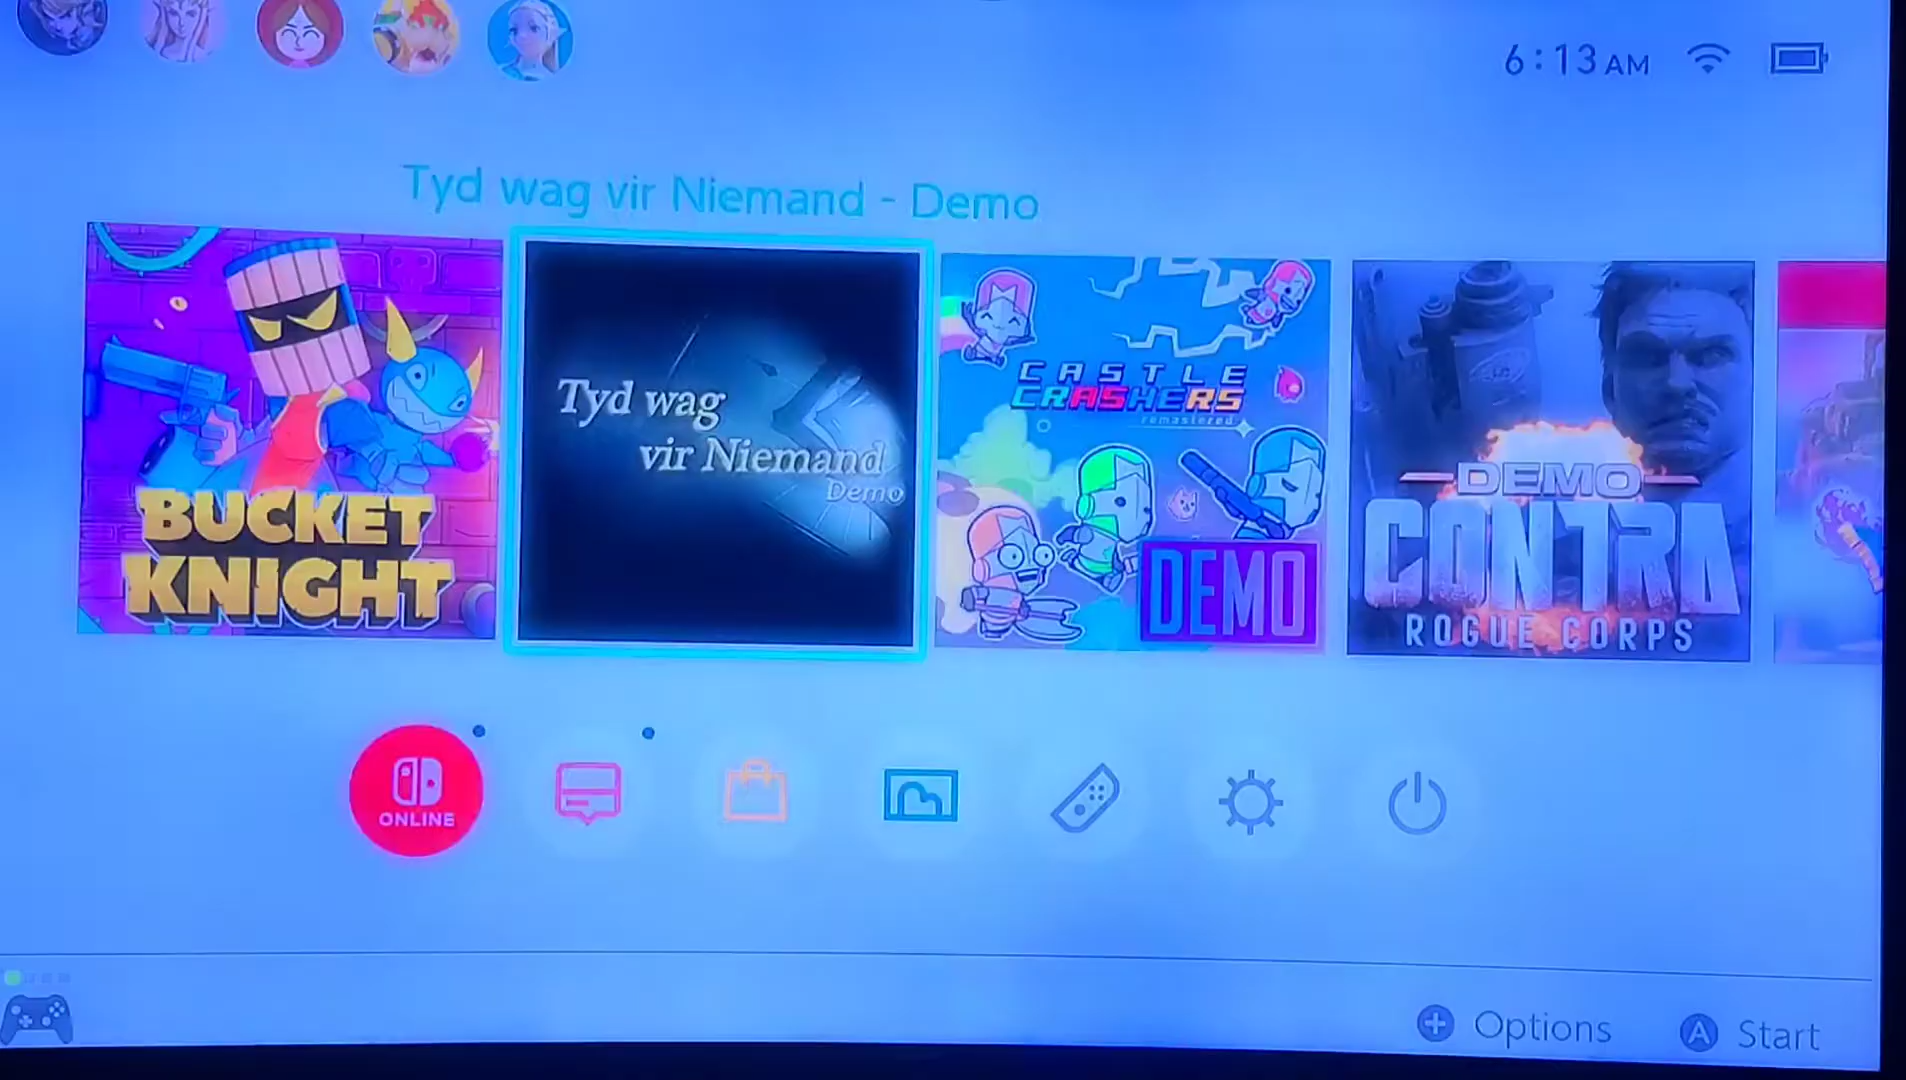 6:13 AM
Tyd wag vir Niemand - Demo
BUCKET
KNIGHT
Tyd wag
vir Niemand
Demo
CASTLE
CRASHERS
remastered
DEMO
DEMO
CONTRA
ROGUE CORPS
ONLINE
Options
A Start